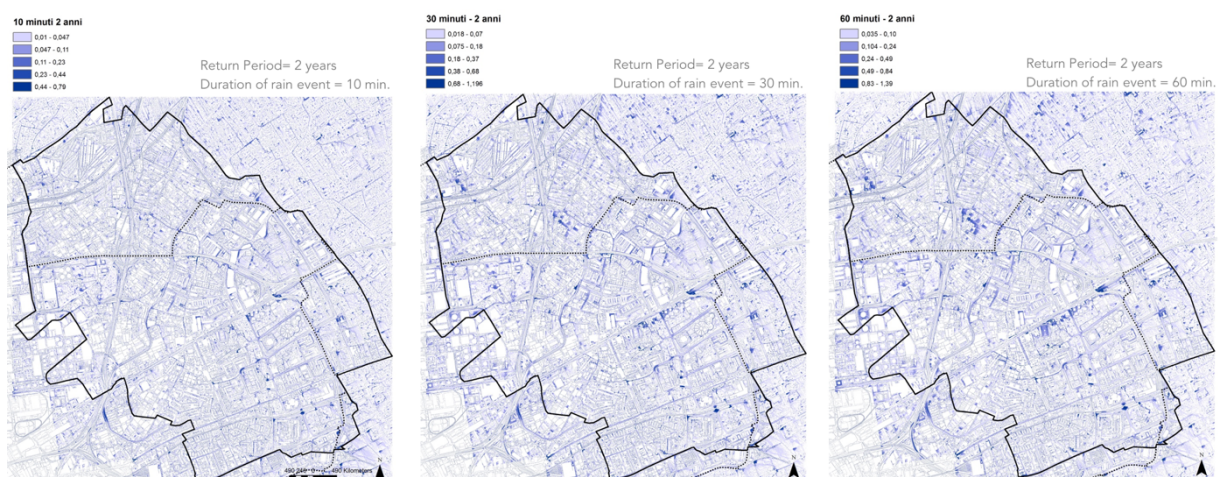 10 minuti 2 anni
0,01 - 0,047
0,047 - 0,11
0,11 - 0,23
0,23 - 0,44
0,44 - 0,79
Return Period= 2 years
Duration of rain event = 10 min.
490 245 0
490 Kilometers
N
30 minuti - 2 anni
0,018 - 0,07
0,075 - 0,18
0,18 - 0,37
0,38 - 0,68
0,68 - 1,196
Return Period= 2 years
Duration of rain event = 30 min.
N
60 minuti - 2 anni
0,035 - 0,10
0,104 - 0,24
0,24 - 0,49
0,49 - 0,84
0,83 - 1,39
Return Period= 2 years
Duration of rain event = 60 min.
N